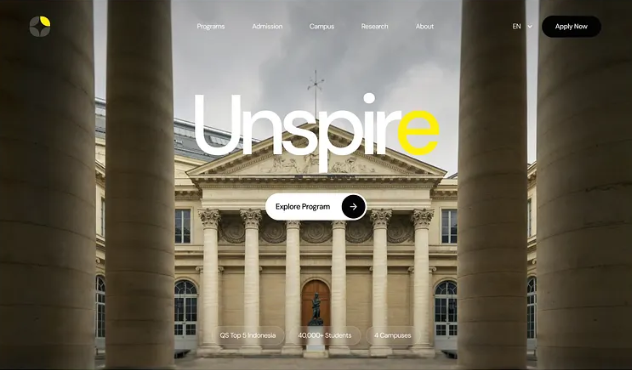 Programs Admission Campus Research About EN Apply Now
Unspire
Explore Program
QS Top 5 Indonesia 40,000+ Students 4 Campuses